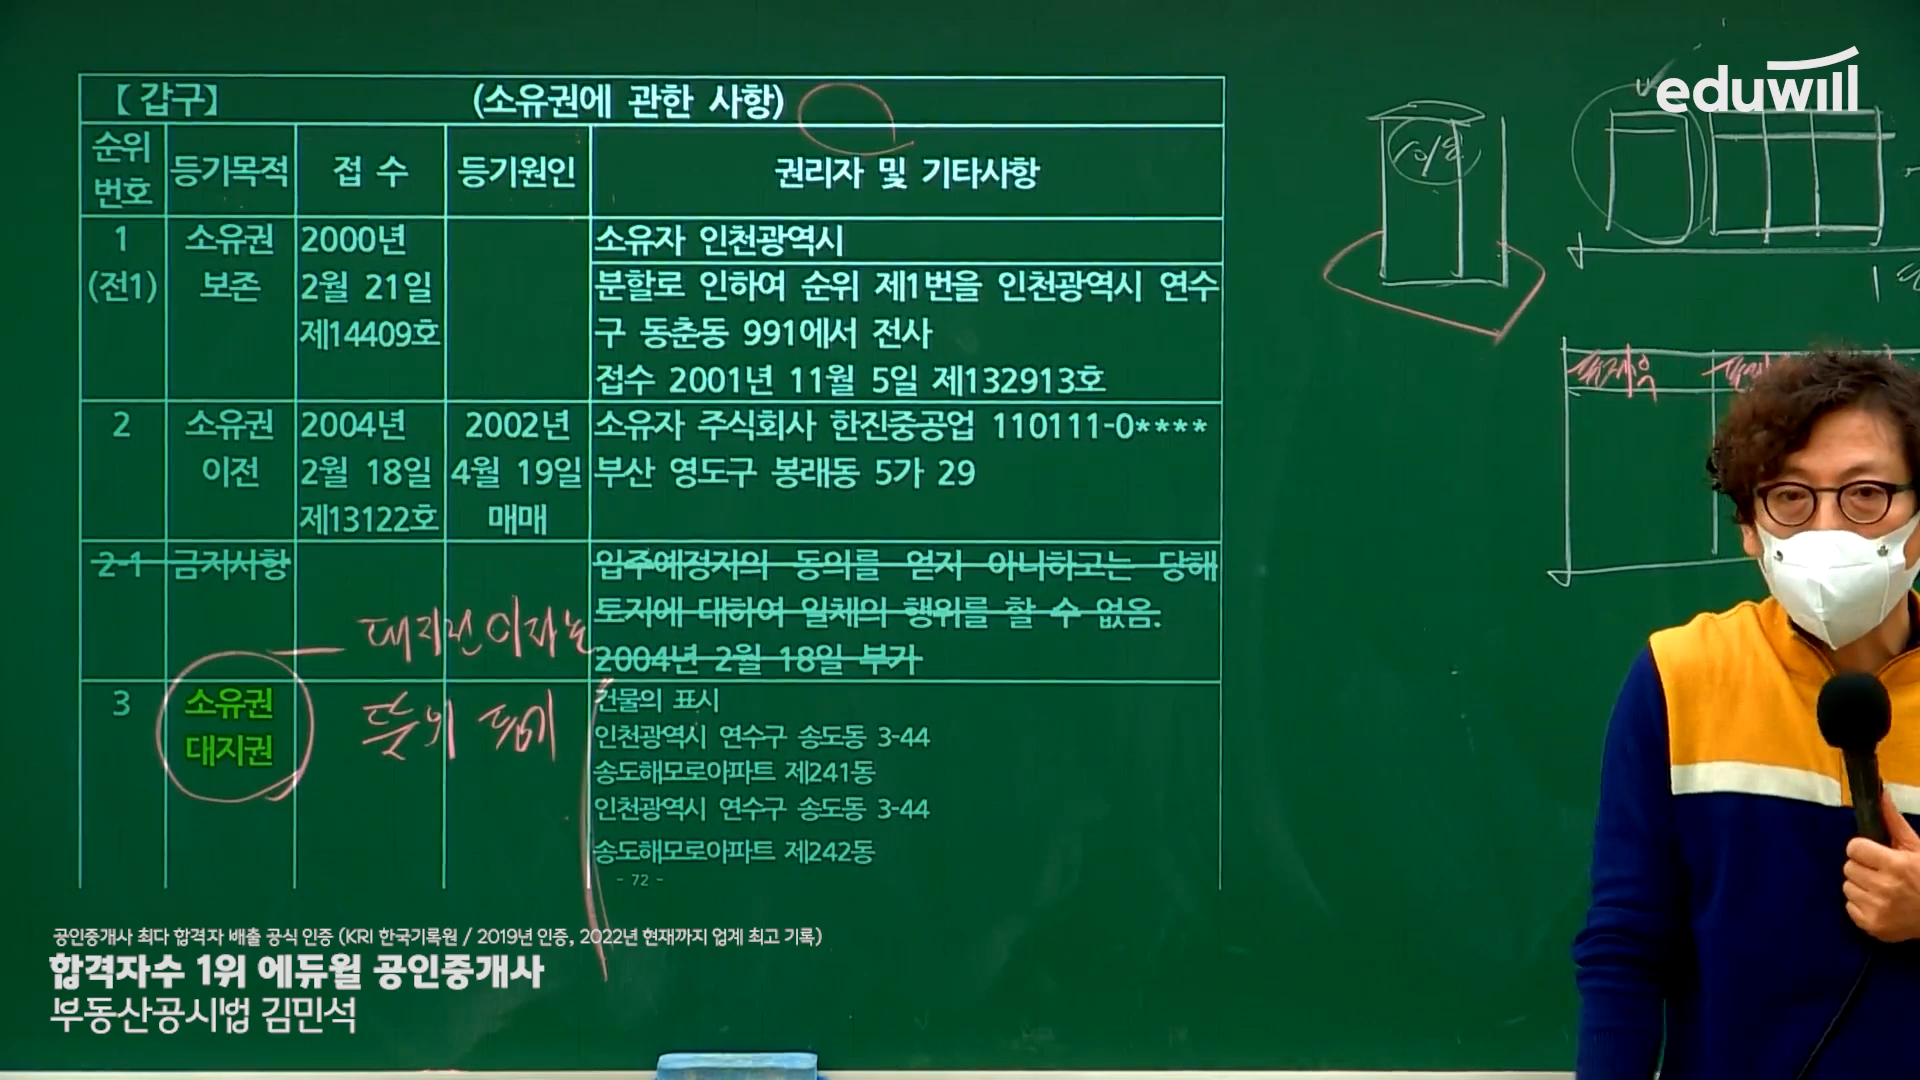 eduwill
【 갑구】 (소유권에 관한 사항)
순위 번호 등기목적 접 수 등기원인 권리자 및 기타사항
1 (전1) 소유권 보존 2000년 2월 21일 제14409호 소유자 인천광역시
분할로 인하여 순위 제1번을 인천광역시 연수
구 동춘동 991에서 전사
접수 2001년 11월 5일 제132913호
2 소유권 이전 2004년 2월 18일 제13122호 2002년 4월 19일 매매 소유자 주식회사 한진중공업 110111-0****
부산 영도구 봉래동 5가 29
2-1 금지사항 입주예정자의 동의를 얻지 아니하고는 당해
토지에 대하여 일체의 행위를 할 수 없음.
2004년 2월 18일 부가
대지권이라는
뜻의
3 소유권 대지권 건물의 표시
인천광역시 연수구 송도동 3-44
송도해모로아파트 제241동
인천광역시 연수구 송도동 3-44
송도해모로아파트 제242동
- 72 -
공인중개사 최다 합격자 배출 공식 인증 (KRI 한국기록원 / 2019년 인증, 2022년 현재까지 업계 최고 기록)
합격자수 1위 에듀윌 공인중개사
부동산공시법 김민석